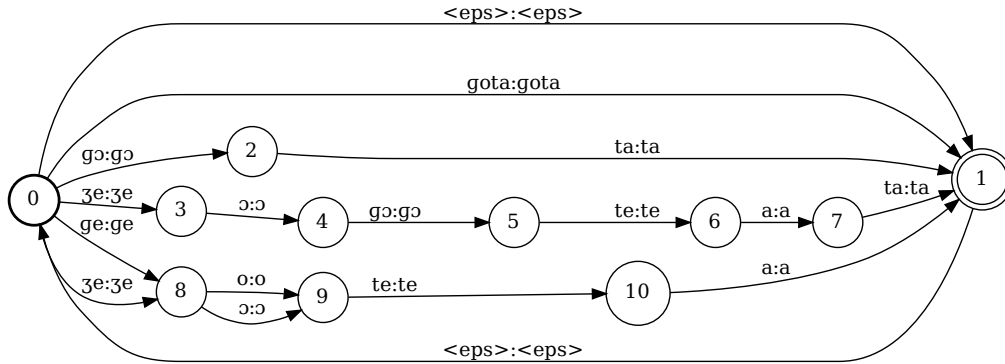 <eps>:<eps>
gota:gota
gɔ:gɔ
ta:ta
2
1
ta:ta
0
ʒe:ʒe
3
ɔ:ɔ
4
gɔ:gɔ
5
te:te
6
a:a
7
ge:ge
ʒe:ʒe
8
o:o
ɔ:ɔ
9
te:te
10
a:a
<eps>:<eps>